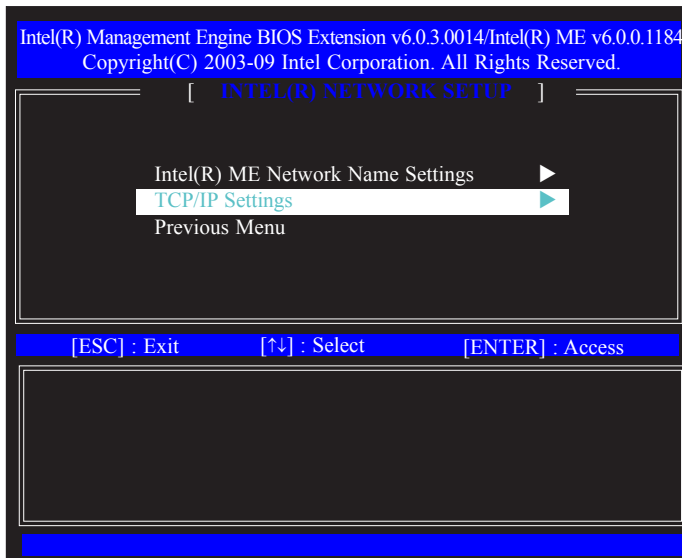 Intel(R) Management Engine BIOS Extension v6.0.3.0014/Intel(R) ME v6.0.0.1184
Copyright(C) 2003-09 Intel Corporation. All Rights Reserved.
[ INTEL(R) NETWORK SETUP ]
Intel(R) ME Network Name Settings ▶
TCP/IP Settings ▶
Previous Menu
[ESC] : Exit [↑↓] : Select [ENTER] : Access